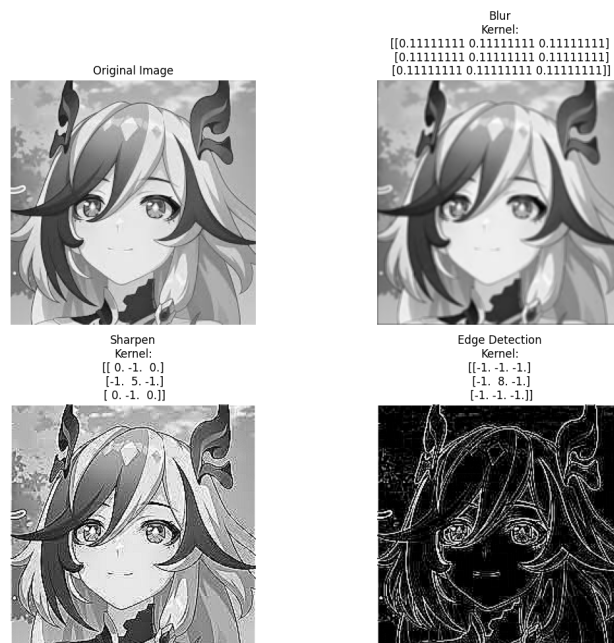 Original Image
Blur
Kernel:
[[0.11111111 0.11111111 0.11111111]
[0.11111111 0.11111111 0.11111111]
[0.11111111 0.11111111 0.11111111]]
Sharpen
Kernel:
[[ 0. -1.  0.]
[-1.  5. -1.]
[ 0. -1.  0.]]
Edge Detection
Kernel:
[[-1. -1. -1.]
[-1.  8. -1.]
[-1. -1. -1.]]